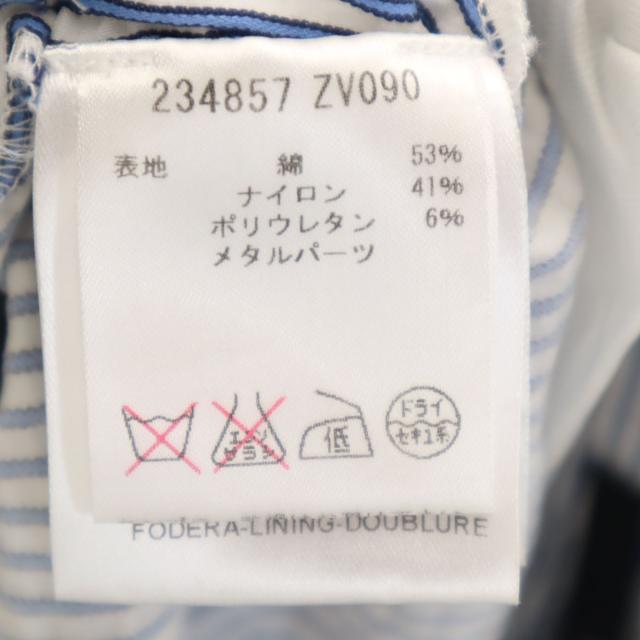 234857 ZV090
表地 綿 53%
ナイロン 41%
ポリウレタン 6%
メタルパーツ
エンソ
サラシ
低
ドライ
セキユ系
FODERA-LINING-DOUBLURE